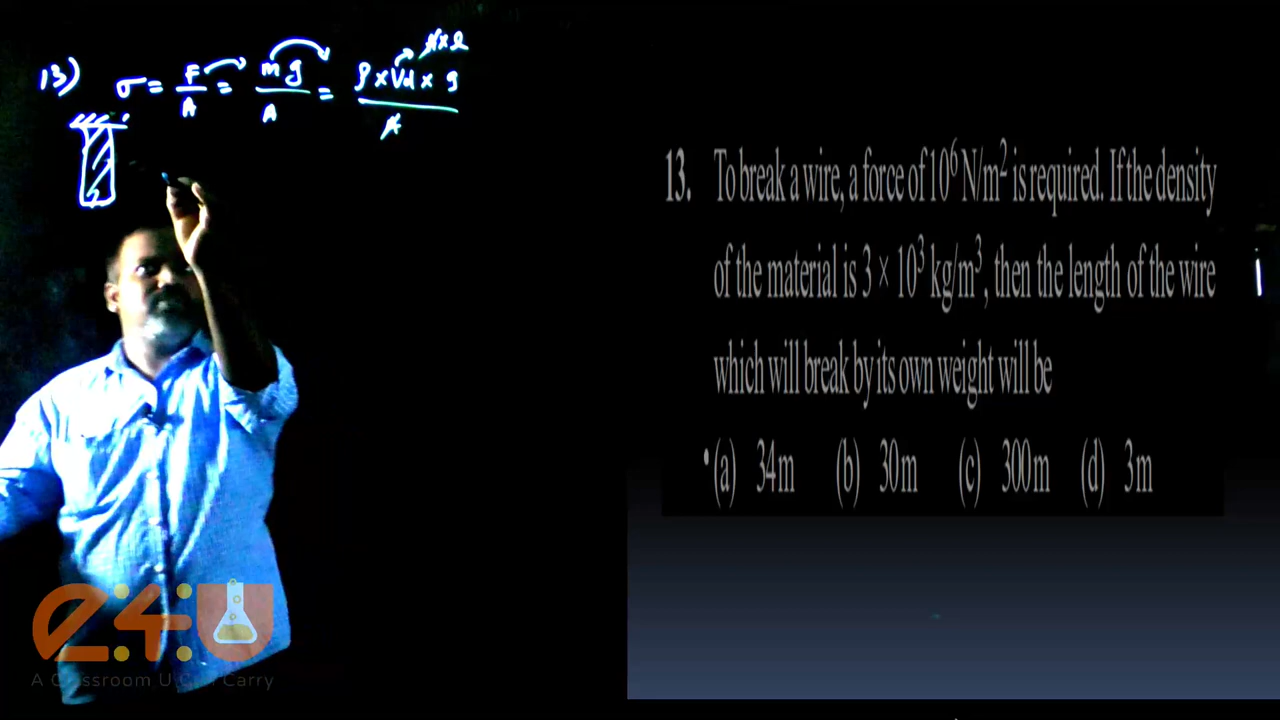 13) σ = F/A = mg/A = ρ × Vol × g / A
A × l
13. To break a wire, a force of 10⁶ N/m² is required. If the density
of the material is 3 × 10³ kg/m³, then the length of the wire
which will break by its own weight will be
(a) 34m (b) 30m (c) 300m (d) 3m
e4U
A Classroom U Can Carry